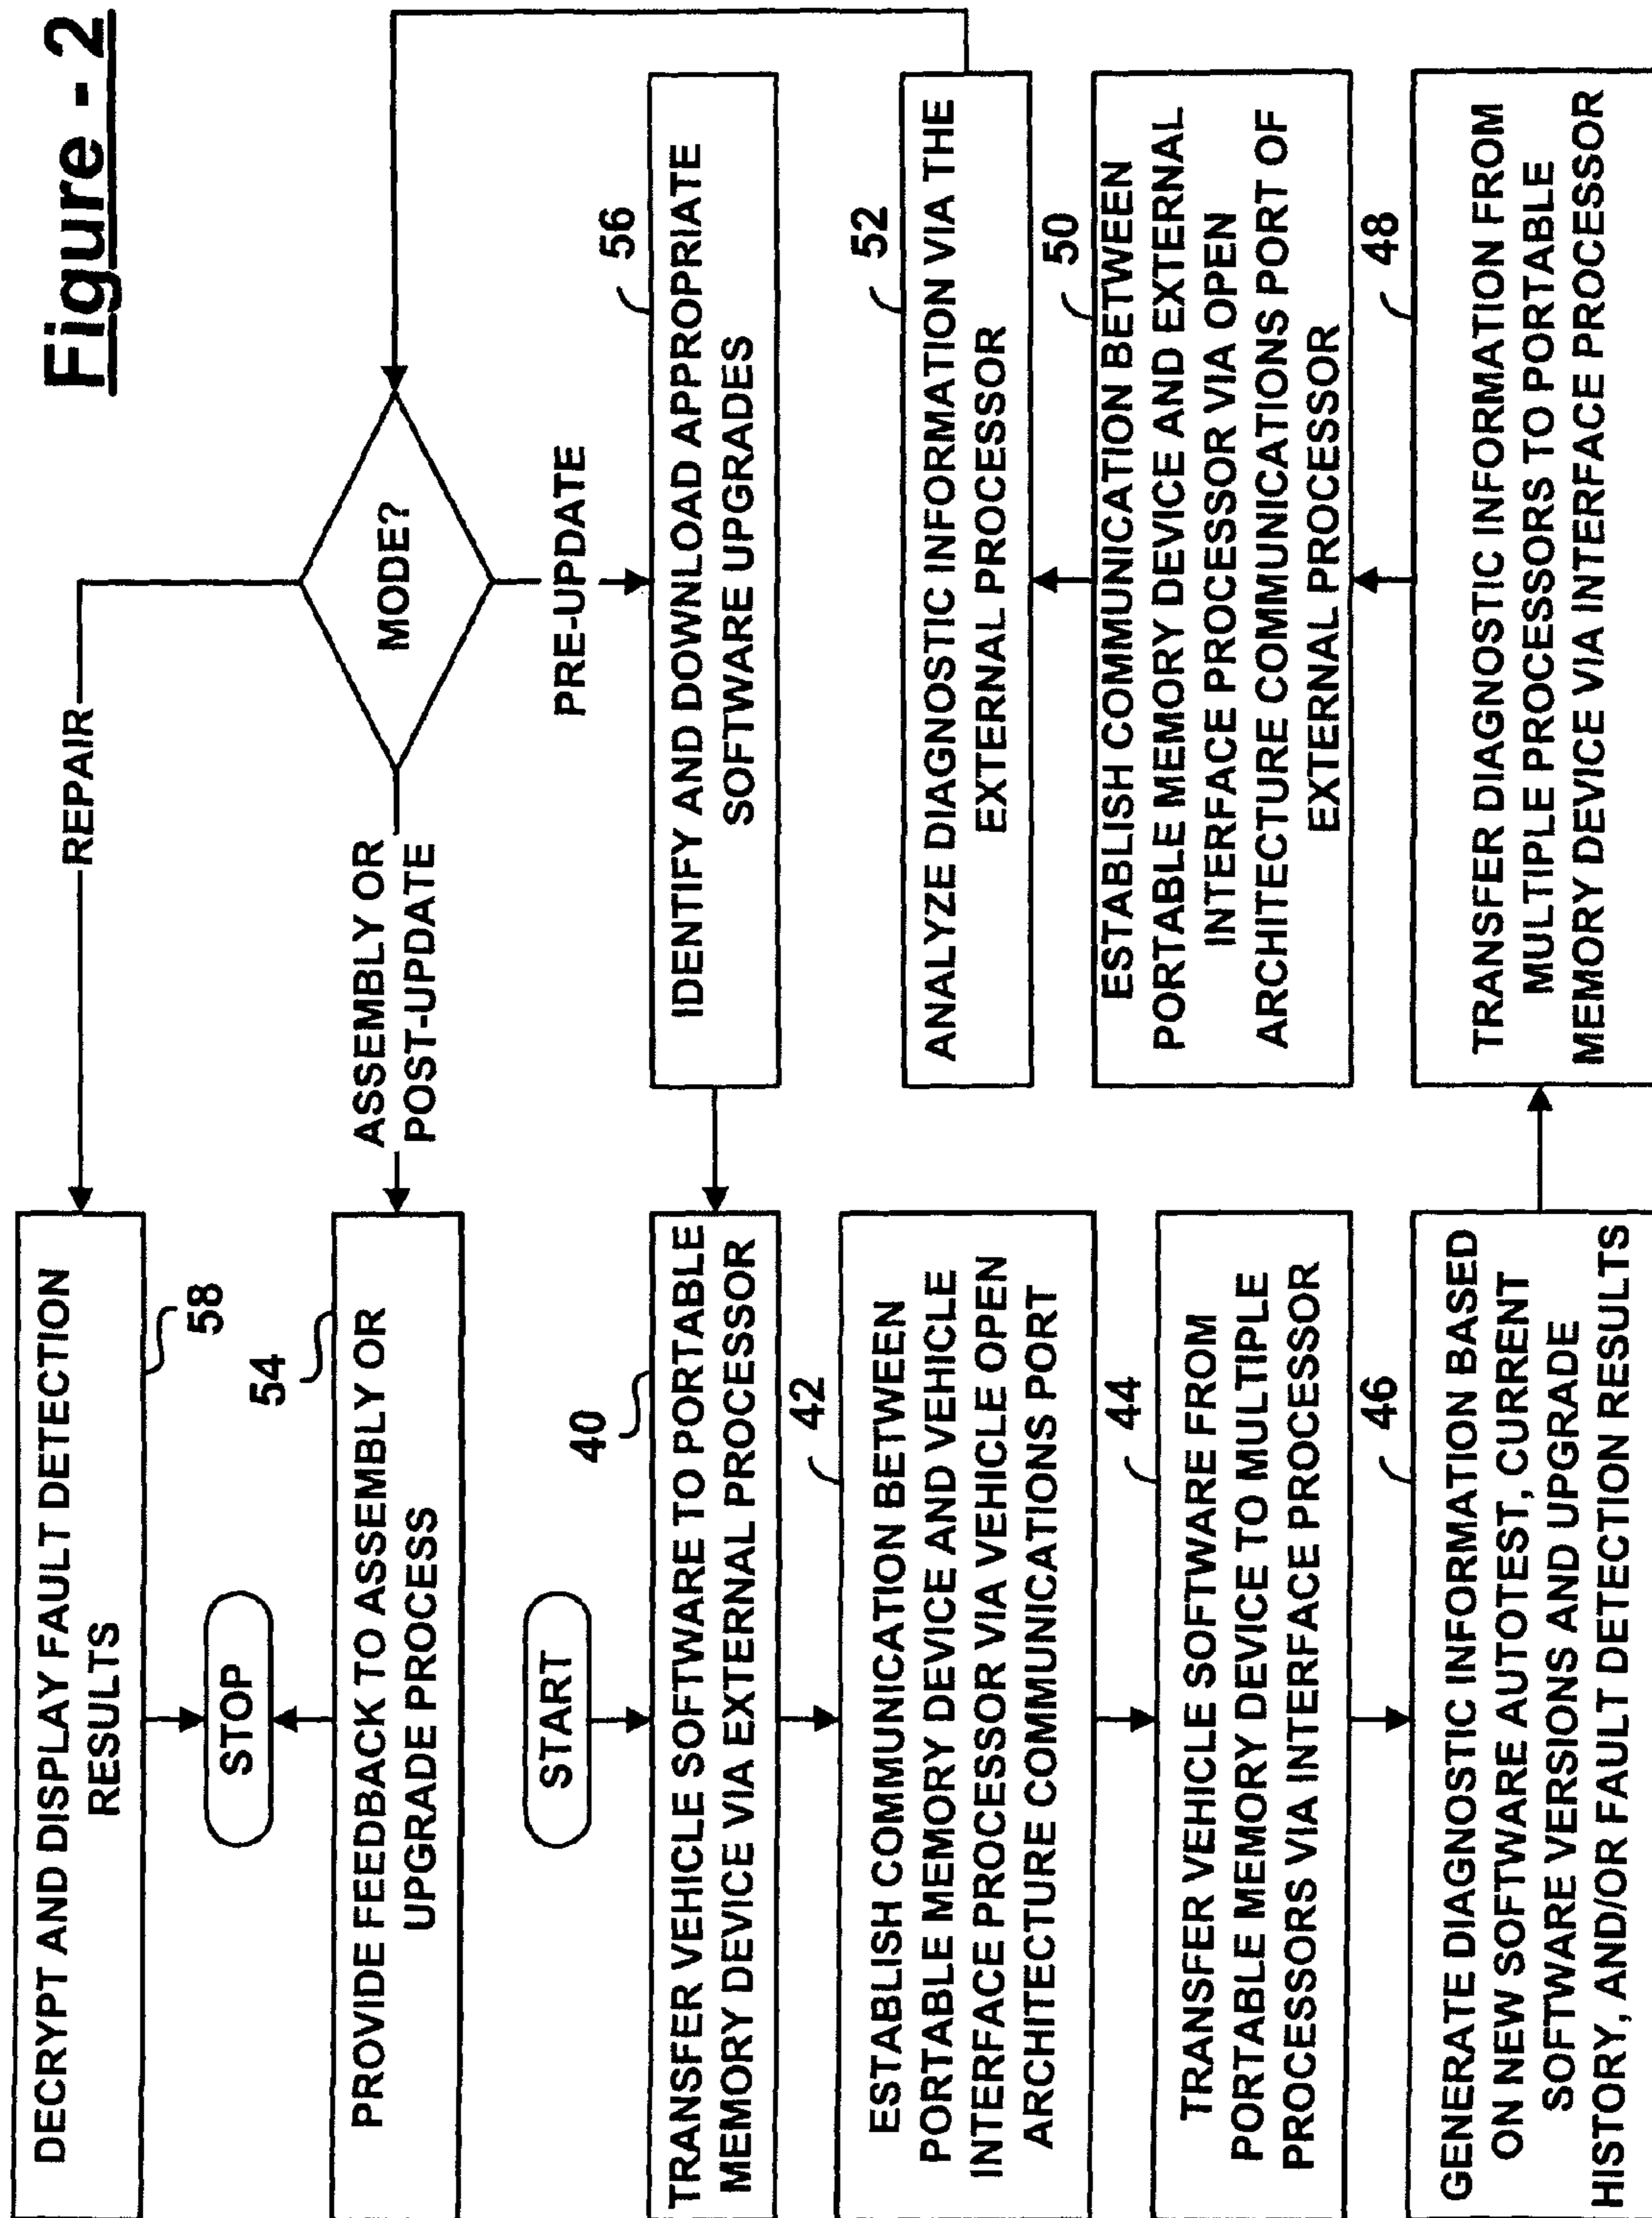 Figure - 2
DECRYPT AND DISPLAY FAULT DETECTION
RESULTS
58
STOP
54
PROVIDE FEEDBACK TO ASSEMBLY OR
UPGRADE PROCESS
START
40
TRANSFER VEHICLE SOFTWARE TO PORTABLE
MEMORY DEVICE VIA EXTERNAL PROCESSOR
42
ESTABLISH COMMUNICATION BETWEEN
PORTABLE MEMORY DEVICE AND VEHICLE
INTERFACE PROCESSOR VIA VEHICLE OPEN
ARCHITECTURE COMMUNICATIONS PORT
44
TRANSFER VEHICLE SOFTWARE FROM
PORTABLE MEMORY DEVICE TO MULTIPLE
PROCESSORS VIA INTERFACE PROCESSOR
46
GENERATE DIAGNOSTIC INFORMATION BASED
ON NEW SOFTWARE AUTOTEST, CURRENT
SOFTWARE VERSIONS AND UPGRADE
HISTORY, AND/OR FAULT DETECTION RESULTS
REPAIR
ASSEMBLY OR
POST-UPDATE
MODE?
PRE-UPDATE
56
IDENTIFY AND DOWNLOAD APPROPRIATE
SOFTWARE UPGRADES
52
ANALYZE DIAGNOSTIC INFORMATION VIA THE
EXTERNAL PROCESSOR
50
ESTABLISH COMMUNICATION BETWEEN
PORTABLE MEMORY DEVICE AND EXTERNAL
INTERFACE PROCESSOR VIA OPEN
ARCHITECTURE COMMUNICATIONS PORT OF
EXTERNAL PROCESSOR
48
TRANSFER DIAGNOSTIC INFORMATION FROM
MULTIPLE PROCESSORS TO PORTABLE
MEMORY DEVICE VIA INTERFACE PROCESSOR